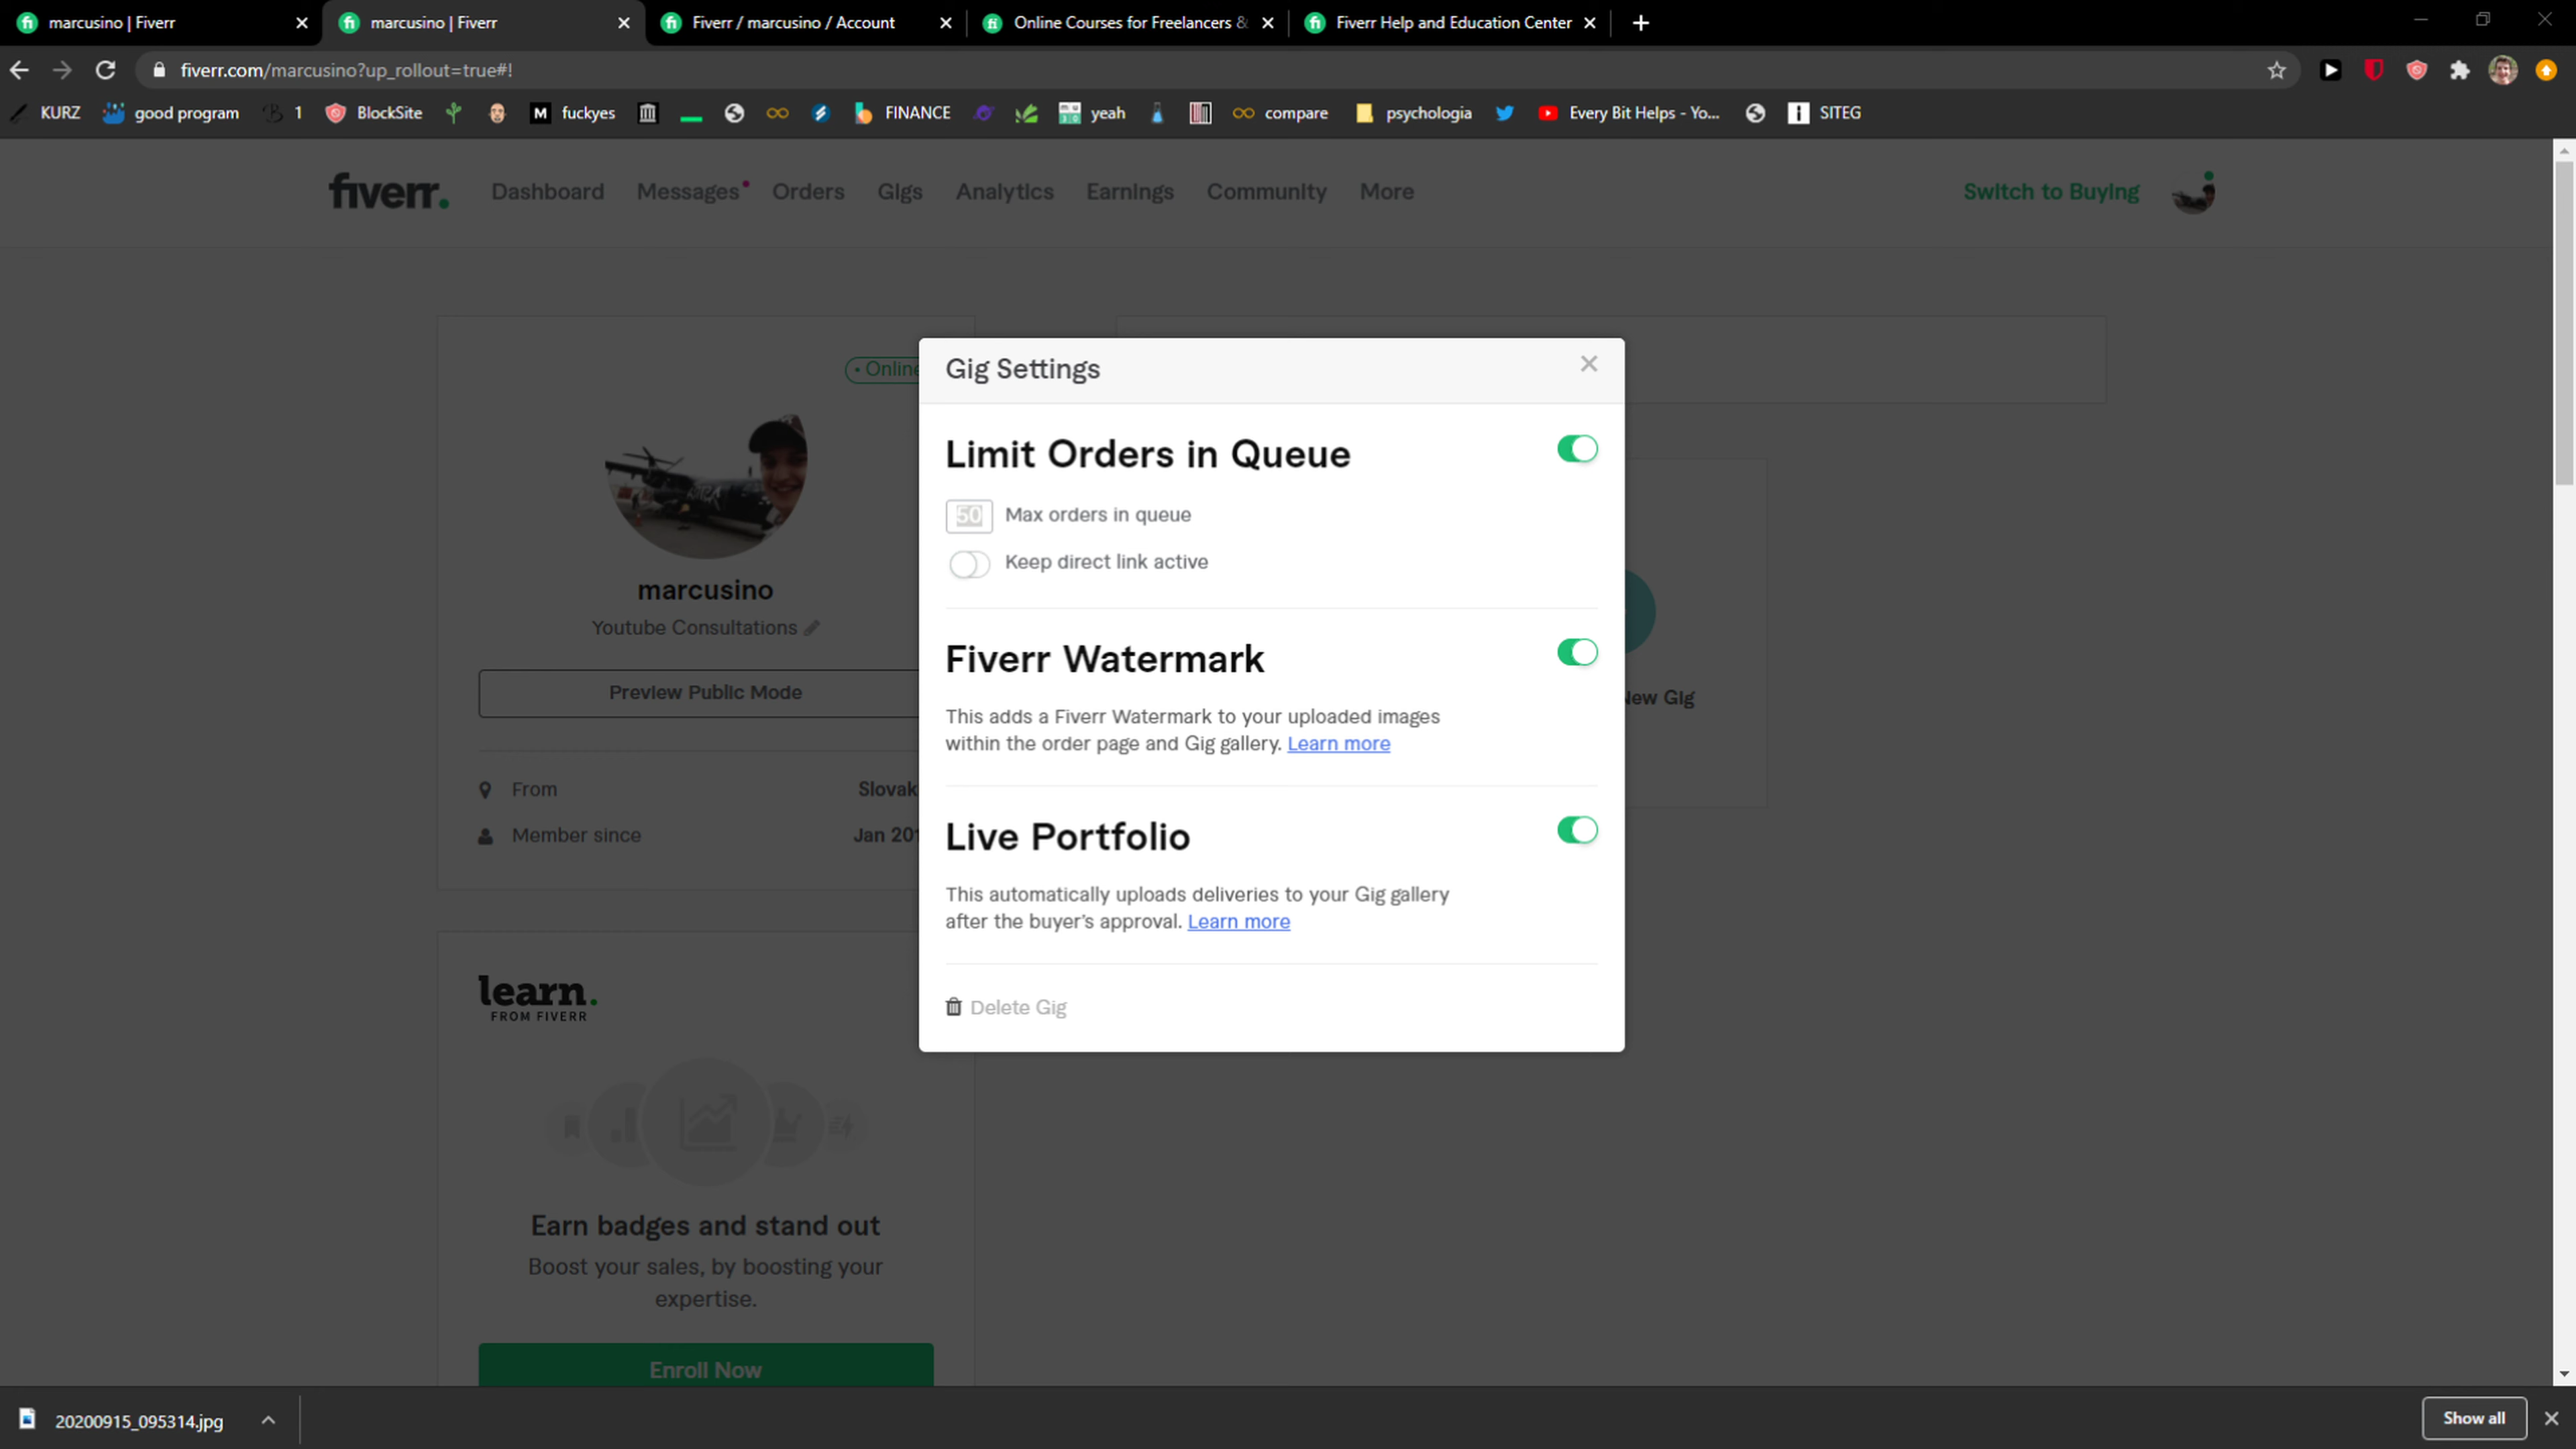 marcusino | Fiverr
marcusino | Fiverr
Fiverr / marcusino / Account
Online Courses for Freelancers &
Fiverr Help and Education Center
fiverr.com/marcusino?up_rollout=true#!
KURZ
good program
1
BlockSite
M
fuckyes
FINANCE
yeah
compare
psychologia
Every Bit Helps - Yo...
SITEG
fiverr.
Dashboard
Messages
Orders
Gigs
Analytics
Earnings
Community
More
Switch to Buying
Online
marcusino
Youtube Consultations
Preview Public Mode
From
Slovak
Member since
Jan 201
learn.
FROM FIVERR
Earn badges and stand out
Boost your sales, by boosting your
expertise.
Enroll Now
Gig Settings
Limit Orders in Queue
50 Max orders in queue
Keep direct link active
Fiverr Watermark
This adds a Fiverr Watermark to your uploaded images
within the order page and Gig gallery. Learn more
Live Portfolio
This automatically uploads deliveries to your Gig gallery
after the buyer's approval. Learn more
Delete Gig
New Gig
20200915_095314.jpg
Show all